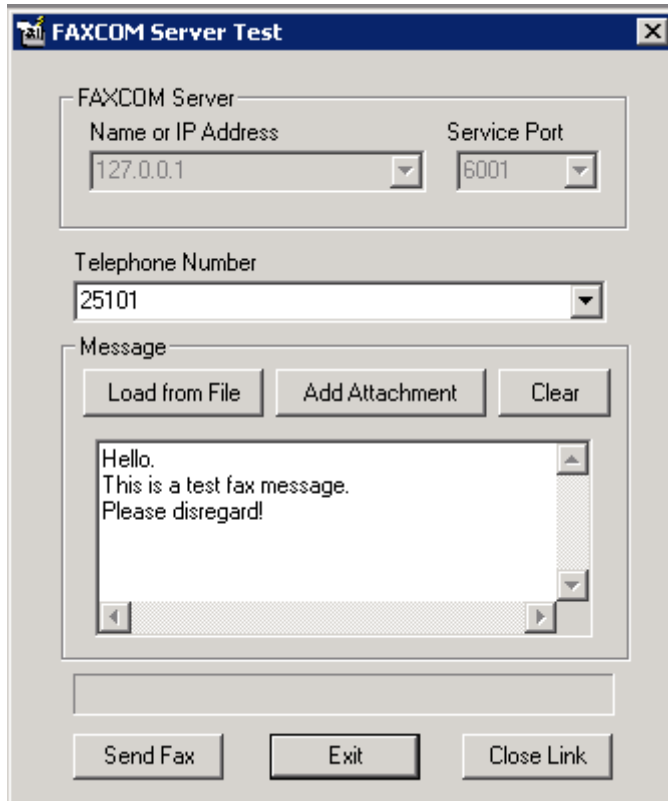 FAXCOM Server Test
FAXCOM Server
Name or IP Address Service Port
127.0.0.1 6001
Telephone Number
25101
Message
Load from File Add Attachment Clear
Hello.
This is a test fax message.
Please disregard!
Send Fax Exit Close Link